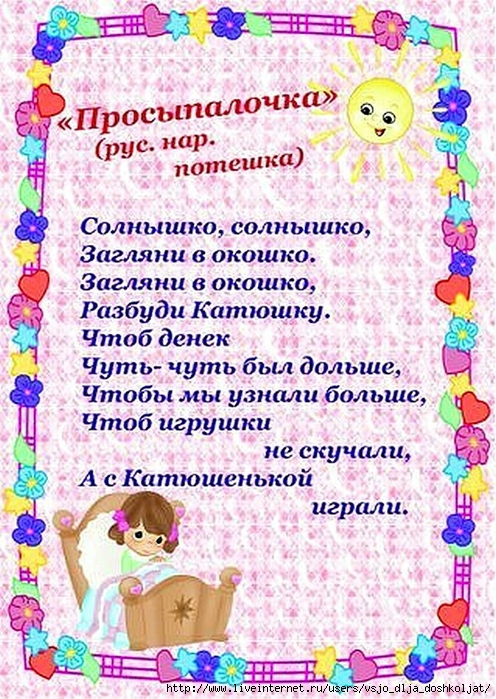 «Просыпалочка»
(рус. нар.
потешка)
Солнышко, солнышко,
Загляни в окошко.
Загляни в окошко,
Разбуди Катюшку.
Чтоб денек
Чуть- чуть был дольше,
Чтобы мы узнали больше,
Чтоб игрушки
не скучали,
А с Катюшенькой
играли.
http://www.liveinternet.ru/users/vsjo_dlja_doshkoljat/